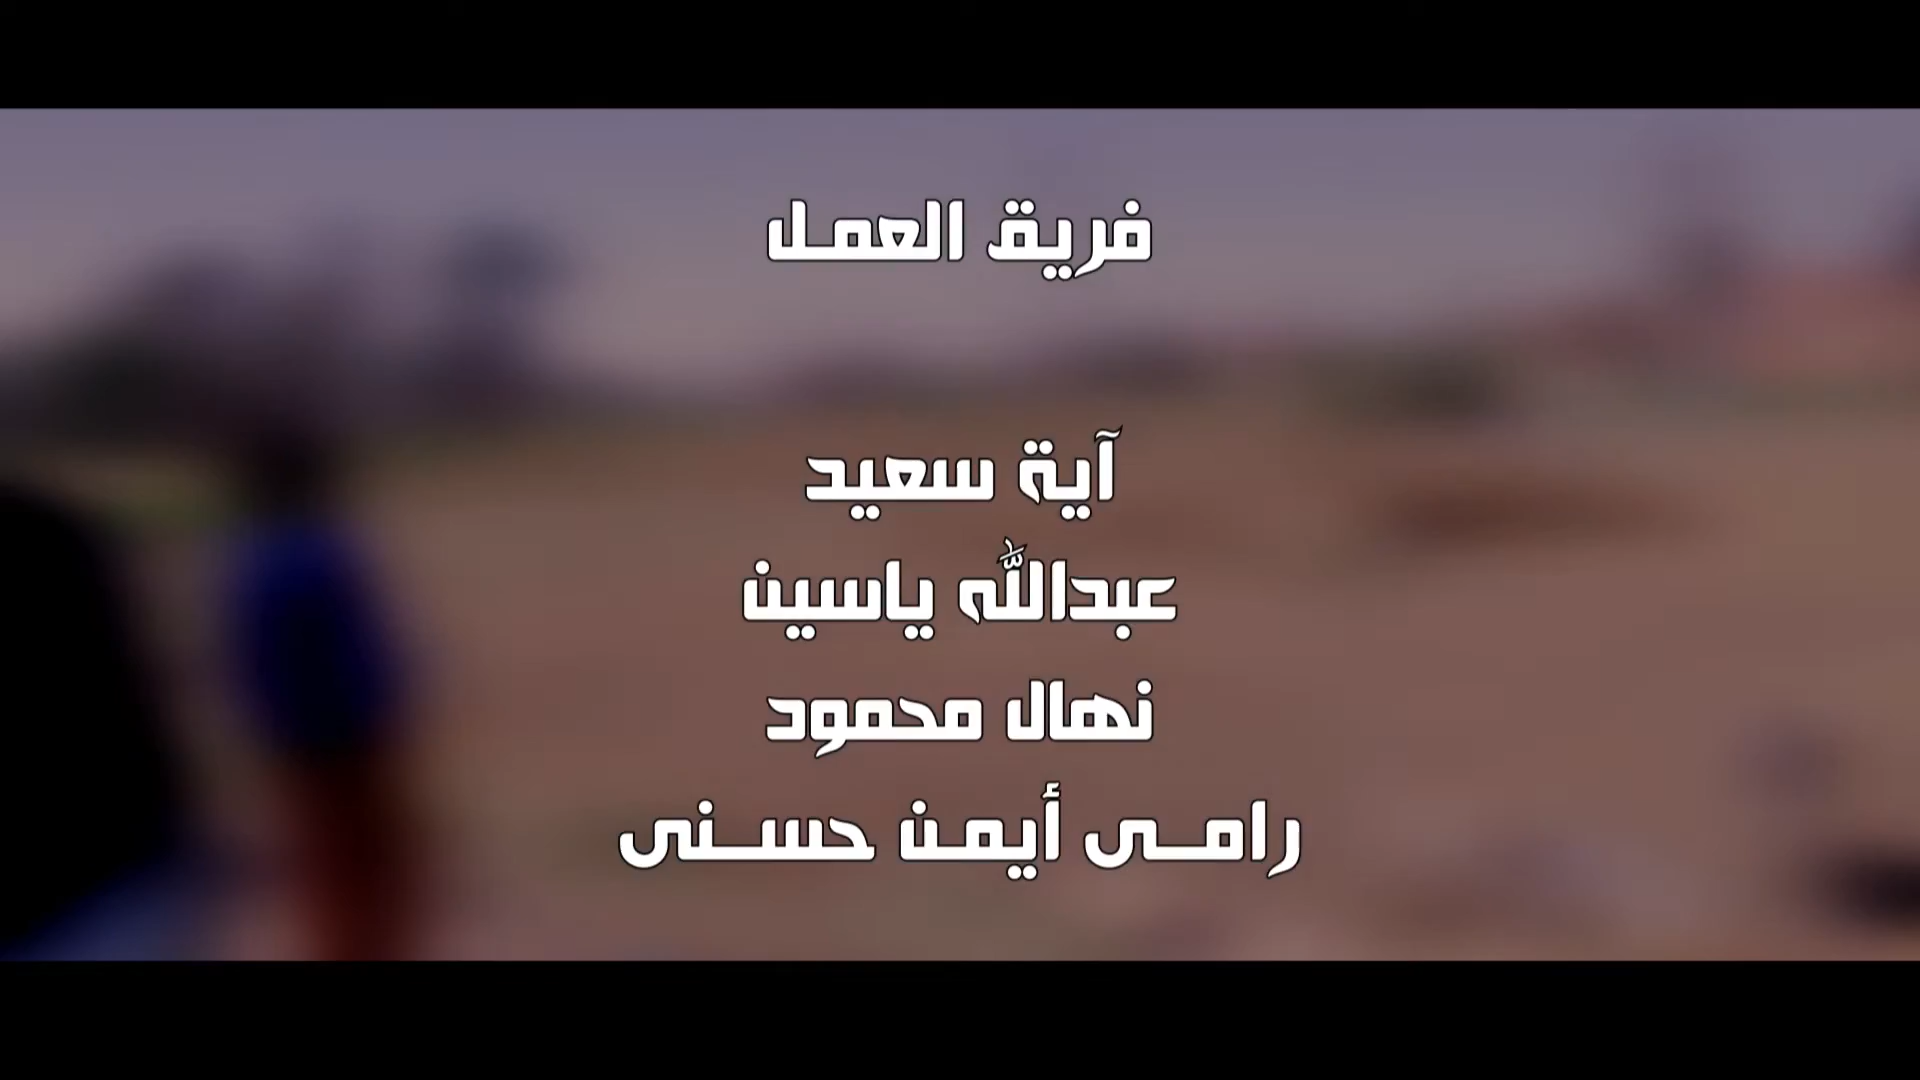 فريق العمل
آية سعيد
عبدالله ياسين
نهال محمود
رامى أيمن حسنى